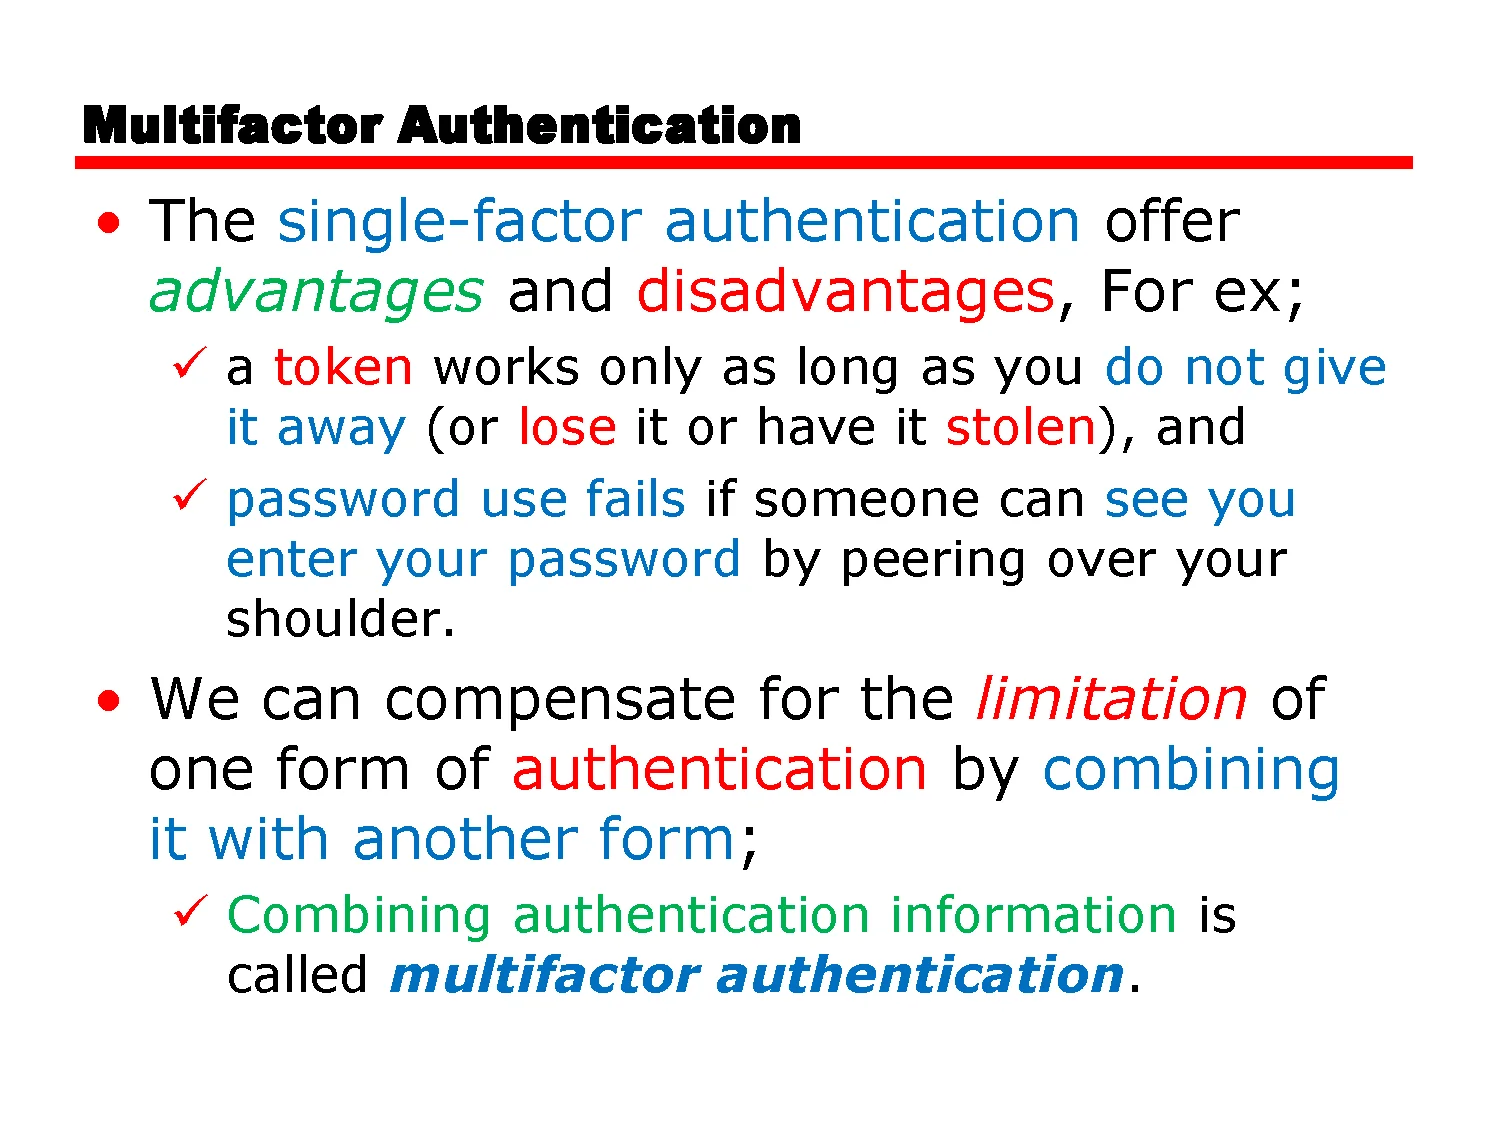 Multifactor Authentication
• The single-factor authentication offer
advantages and disadvantages, For ex;
✓ a token works only as long as you do not give
it away (or lose it or have it stolen), and
✓ password use fails if someone can see you
enter your password by peering over your
shoulder.
• We can compensate for the limitation of
one form of authentication by combining
it with another form;
✓ Combining authentication information is
called multifactor authentication.